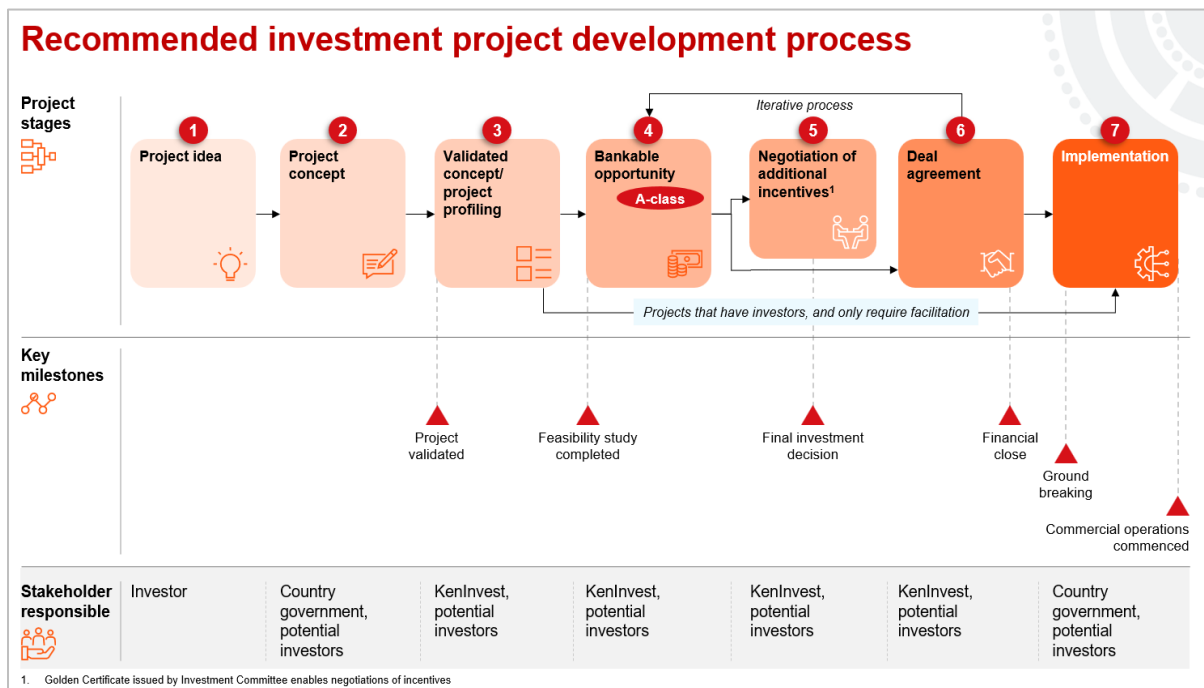 Recommended investment project development process
Project
stages
Iterative process
1
Project idea
2
Project
concept
3
Validated
concept/
project
profiling
4
Bankable
opportunity
A-class
5
Negotiation of
additional
incentives¹
6
Deal
agreement
7
Implementation
Projects that have investors, and only require facilitation
Key
milestones
Project
validated
Feasibility study
completed
Final investment
decision
Financial
close
Ground
breaking
Commercial operations
commenced
Stakeholder
responsible
Investor
Country
government,
potential
investors
KenInvest,
potential
investors
KenInvest,
potential
investors
KenInvest,
potential
investors
KenInvest,
potential
investors
Country
government,
potential
investors
1. Golden Certificate issued by Investment Committee enables negotiations of incentives